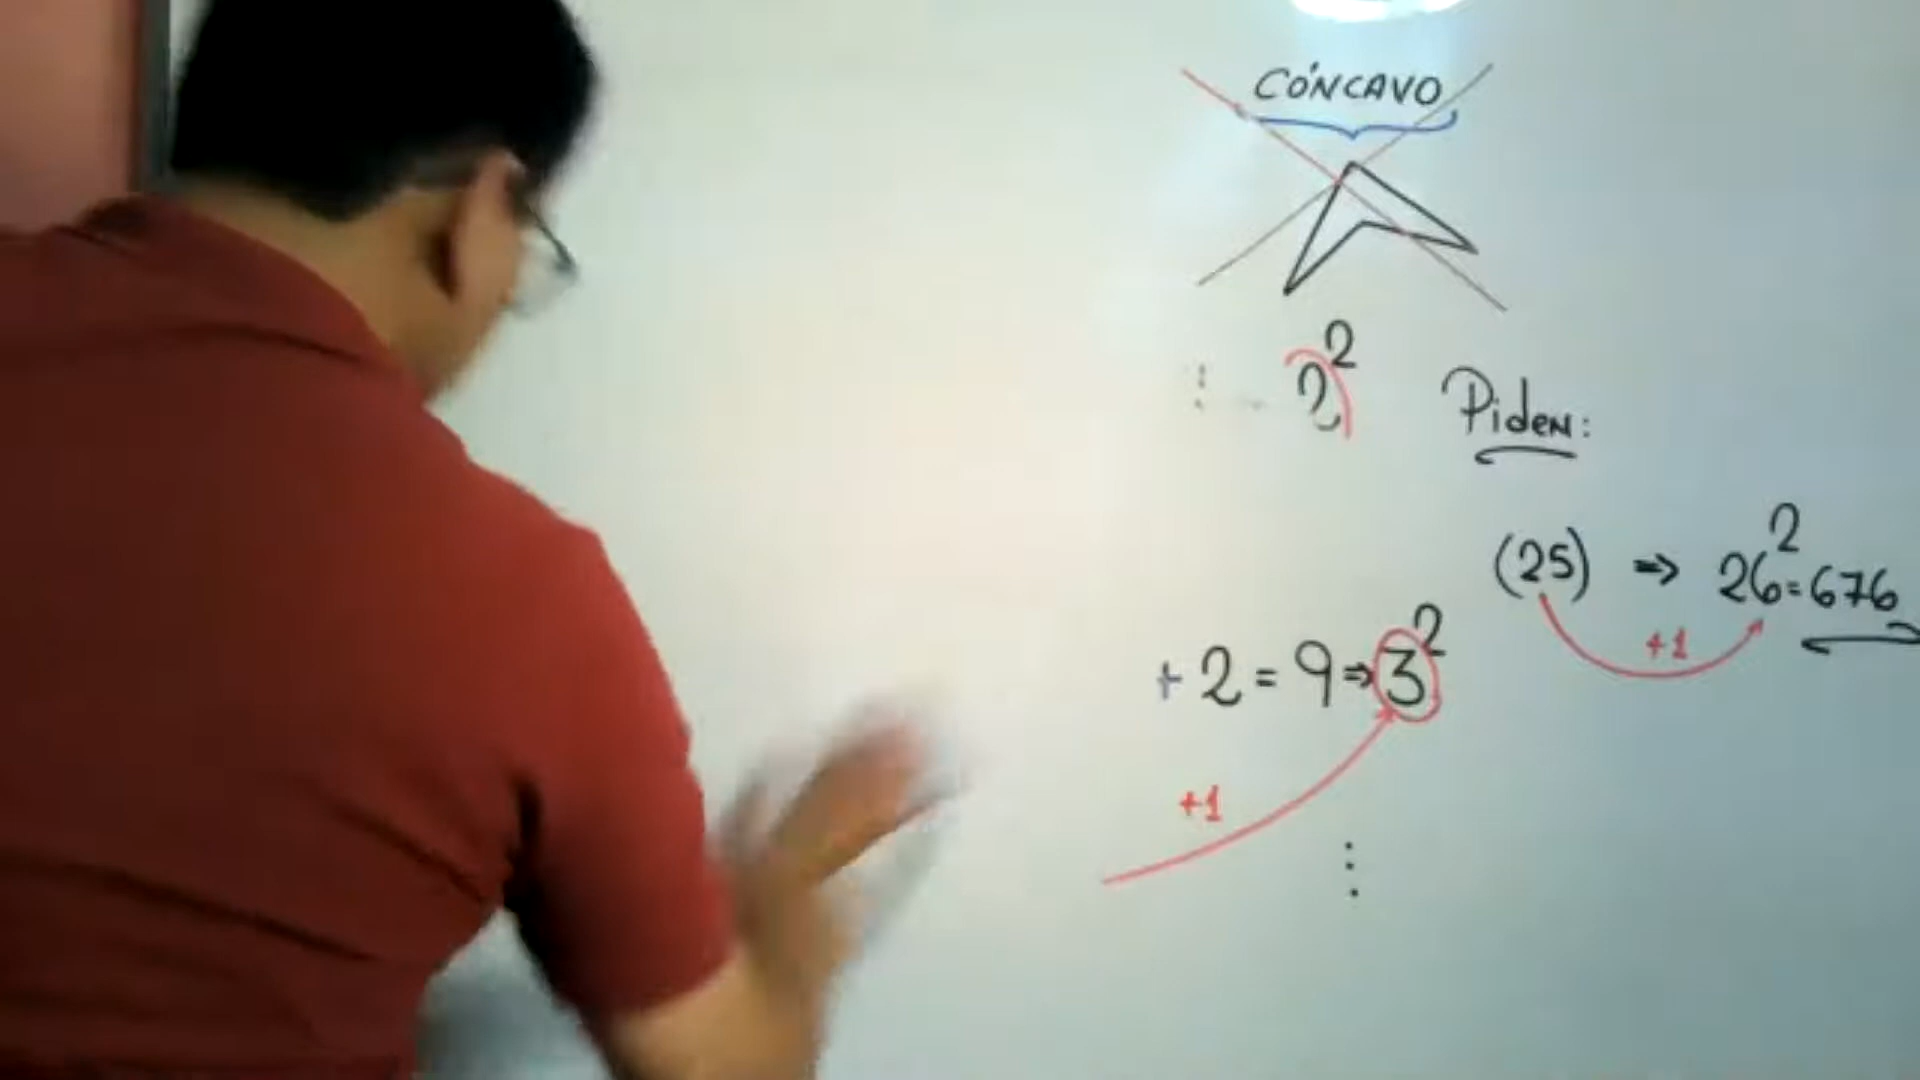 CÓNCAVO
2²
Piden:
(25) ⇒ 26² = 676
+1
+ 2 = 9 ⇒ 3²
+1